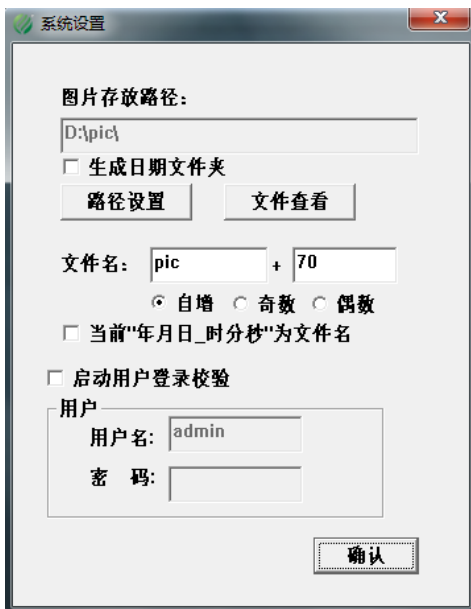 系统设置
图片存放路径:
D:\pic\
生成日期文件夹
路径设置 文件查看
文件名: pic + 70
自增 奇数 偶数
当前"年月日_时分秒"为文件名
启动用户登录校验
用户
用户名: admin
密 码:
确认